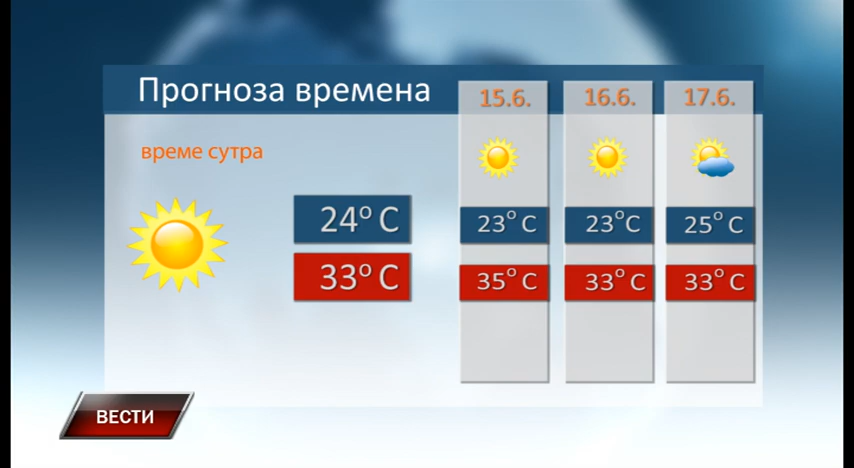 Прогноза времена
време сутра
24° C
33° C
15.6.
23° C
35° C
16.6.
23°C
33° C
17.6.
25° C
33° C
ВЕСТИ